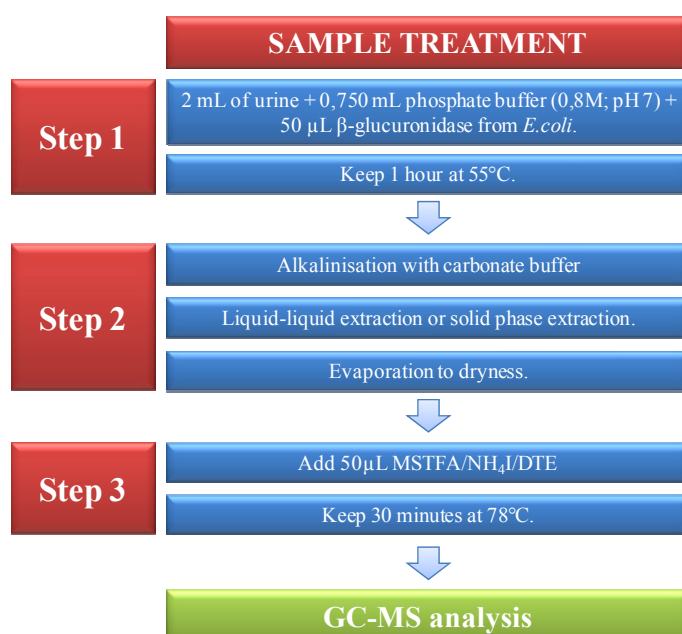 SAMPLE TREATMENT
Step 1
2 mL of urine + 0,750 mL phosphate buffer (0,8M; pH 7) +
50 µL β-glucuronidase from E.coli.
Keep 1 hour at 55°C.
Step 2
Alkalinisation with carbonate buffer
Liquid-liquid extraction or solid phase extraction.
Evaporation to dryness.
Step 3
Add 50µL MSTFA/NH₄I/DTE
Keep 30 minutes at 78°C.
GC-MS analysis